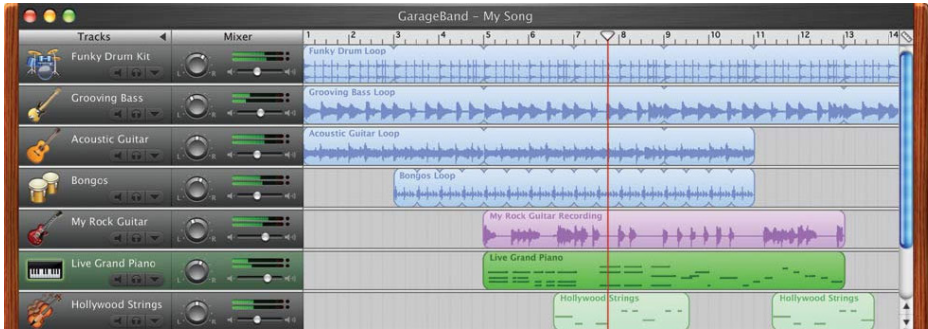 GarageBand – My Song
Tracks Mixer 1 2 3 4 5 6 7 8 9 10 11 12 13 14
Funky Drum Kit L R Funky Drum Loop
Grooving Bass L R Grooving Bass Loop
Acoustic Guitar L R Acoustic Guitar Loop
Bongos L R Bongos Loop
My Rock Guitar L R My Rock Guitar Recording
Live Grand Piano L R Live Grand Piano
Hollywood Strings L R Hollywood Strings Hollywood Strings